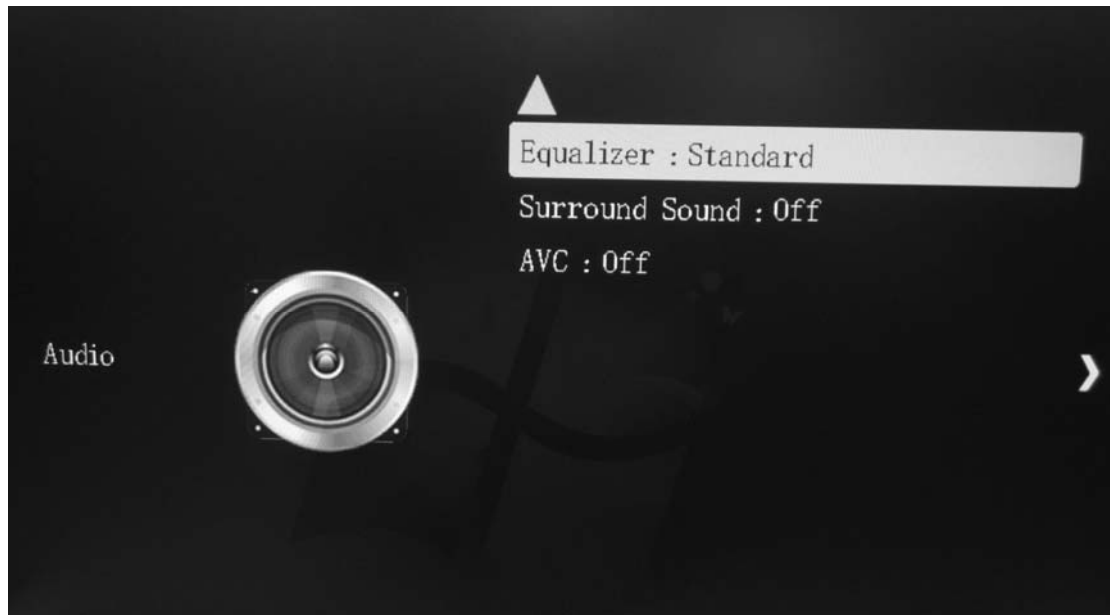 Equalizer : Standard
Surround Sound : Off
AVC : Off
Audio